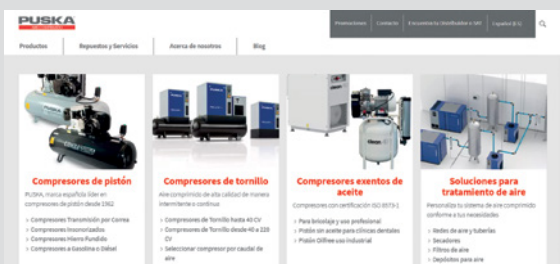 PUSKA
Promociones
Contacto
Encuentre su Distribuidor o SAT
Español (ES)
Productos
Repuestos y Servicios
Acerca de nosotros
Blog
Compresores de pistón
PUSKA, marca española líder en
compresores de pistón desde 1962
> Compresores Transmisión por Correa
> Compresores Insonorizados
> Compresores Hierro Fundido
> Compresores a Gasolina o Diésel
Compresores de tornillo
Aire comprimido de alta calidad de manera
intermitente o continua
> Compresores de Tornillo hasta 40 CV
> Compresores de Tornillo desde 40 a 220
CV
> Seleccionar compresor por caudal de
aire
Compresores exentos de
aceite
Compresores con certificación ISO 8573-1
> Para bricolaje y uso profesional
> Pistón sin aceite para clínicas dentales
> Pistón Oilfree uso industrial
Soluciones para
tratamiento de aire
Personaliza tu sistema de aire comprimido
conforme a tus necesidades
> Redes de aire y tuberías
> Secadores
> Filtros de aire
> Depósitos para aire